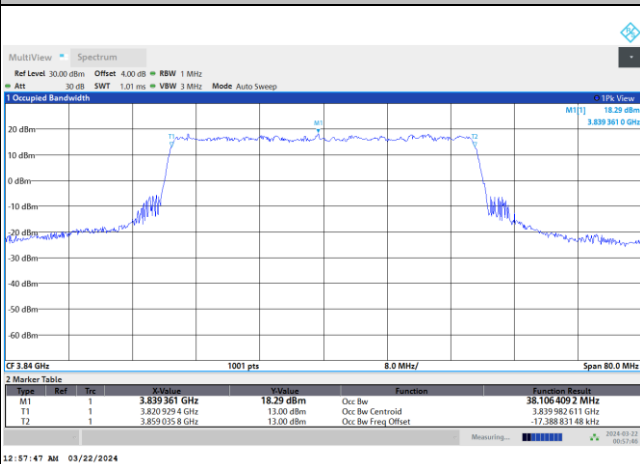 MultiView Spectrum
Ref Level 30.00 dBm Offset 4.00 dB RBW 1 MHz
Att 30 dB SWT 1.01 ms VBW 3 MHz Mode Auto Sweep
1 Occupied Bandwidth 1Pk View
M1[1] 18.29 dBm
3.839 361 0 GHz
M1
20 dBm
T1 T2
10 dBm
0 dBm
-10 dBm
-20 dBm
-30 dBm
-40 dBm
-50 dBm
-60 dBm
CF 3.84 GHz 1001 pts 8.0 MHz/ Span 80.0 MHz
2 Marker Table
Type Ref Trc X-Value Y-Value Function Function Result
M1 1 3.839 361 GHz 18.29 dBm Occ Bw 38.106 409 2 MHz
T1 1 3.820 929 4 GHz 13.00 dBm Occ Bw Centroid 3.839 982 611 GHz
T2 1 3.859 035 8 GHz 13.00 dBm Occ Bw Freq Offset -17.388 831 48 kHz
Measuring... 2024-03-22
00:57:46
12:57:47 AM 03/22/2024